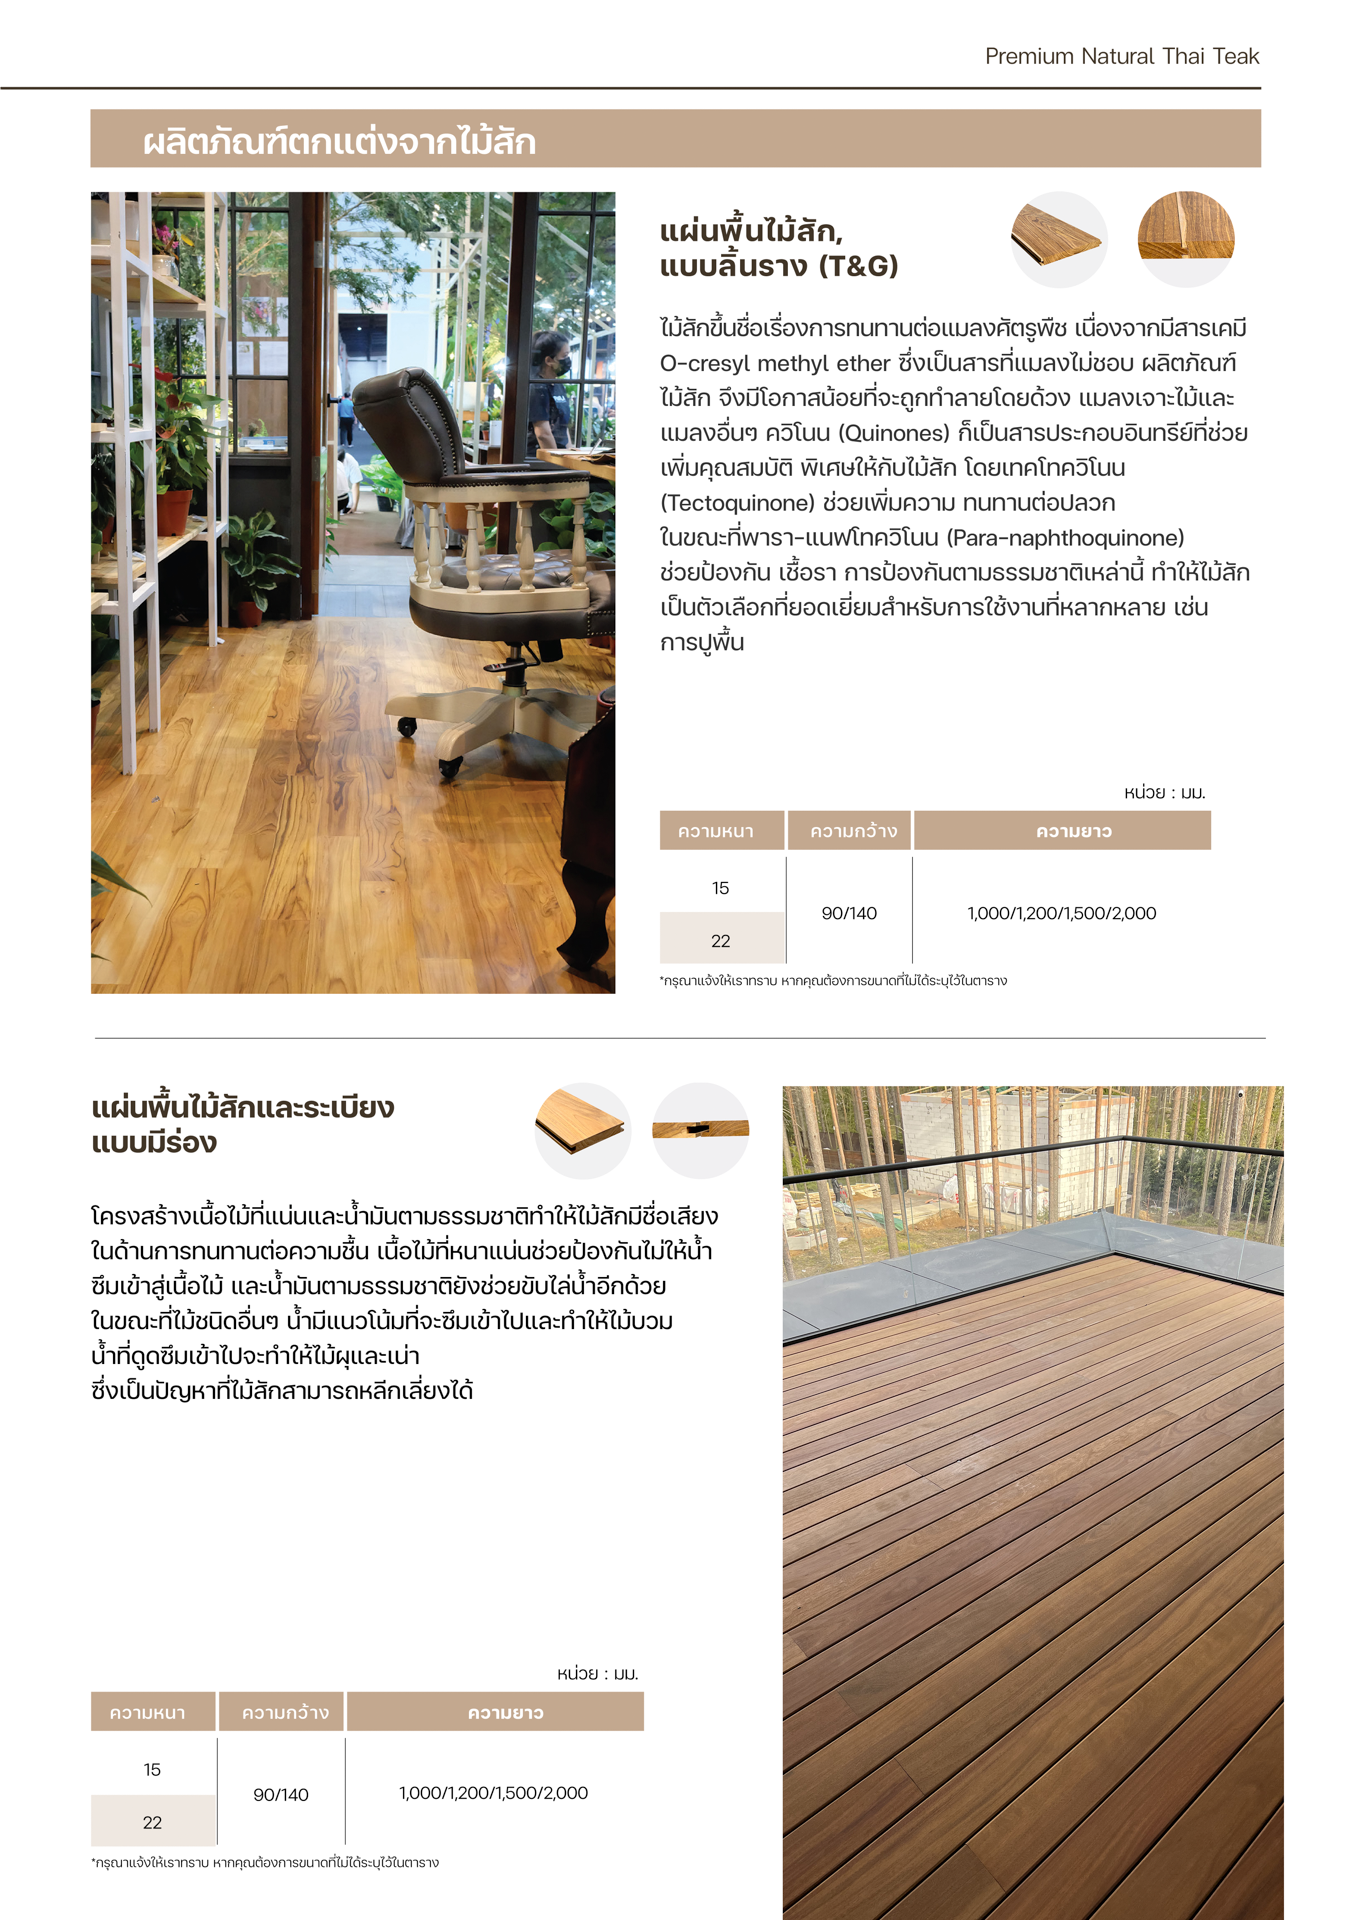 Premium Natural Thai Teak
ผลิตภัณฑ์ตกแต่งจากไม้สัก
แผ่นพื้นไม้สัก,
แบบลิ้นราง (T&G)
ไม้สักขึ้นชื่อเรื่องการทนทานต่อแมลงศัตรูพืช เนื่องจากมีสารเคมี
O-cresyl methyl ether ซึ่งเป็นสารที่แมลงไม่ชอบ ผลิตภัณฑ์
ไม้สัก จึงมีโอกาสน้อยที่จะถูกทำลายโดยด้วง แมลงเจาะไม้และ
แมลงอื่นๆ ควิโนน (Quinones) ก็เป็นสารประกอบอินทรีย์ที่ช่วย
เพิ่มคุณสมบัติ พิเศษให้กับไม้สัก โดยเทคโทควิโนน
(Tectoquinone) ช่วยเพิ่มความ ทนทานต่อปลวก
ในขณะที่พารา-แนฟโทควิโนน (Para-naphthoquinone)
ช่วยป้องกัน เชื้อรา การป้องกันตามธรรมชาติเหล่านี้ ทำให้ไม้สัก
เป็นตัวเลือกที่ยอดเยี่ยมสำหรับการใช้งานที่หลากหลาย เช่น
การปูพื้น
หน่วย : มม.
ความหนา ความกว้าง ความยาว
15
90/140 1,000/1,200/1,500/2,000
22
*กรุณาแจ้งให้เราทราบ หากคุณต้องการขนาดที่ไม่ได้ระบุไว้ในตาราง
แผ่นพื้นไม้สักและระเบียง
แบบมีร่อง
โครงสร้างเนื้อไม้ที่แน่นและน้ำมันตามธรรมชาติทำให้ไม้สักมีชื่อเสียง
ในด้านการทนทานต่อความชื้น เนื้อไม้ที่หนาแน่นช่วยป้องกันไม่ให้น้ำ
ซึมเข้าสู่เนื้อไม้ และน้ำมันตามธรรมชาติยังช่วยขับไล่น้ำอีกด้วย
ในขณะที่ไม้ชนิดอื่นๆ น้ำมีแนวโน้มที่จะซึมเข้าไปและทำให้ไม้บวม
น้ำที่ดูดซึมเข้าไปจะทำให้ไม้ผุและเน่า
ซึ่งเป็นปัญหาที่ไม้สักสามารถหลีกเลี่ยงได้
หน่วย : มม.
ความหนา ความกว้าง ความยาว
15
90/140 1,000/1,200/1,500/2,000
22
*กรุณาแจ้งให้เราทราบ หากคุณต้องการขนาดที่ไม่ได้ระบุไว้ในตาราง